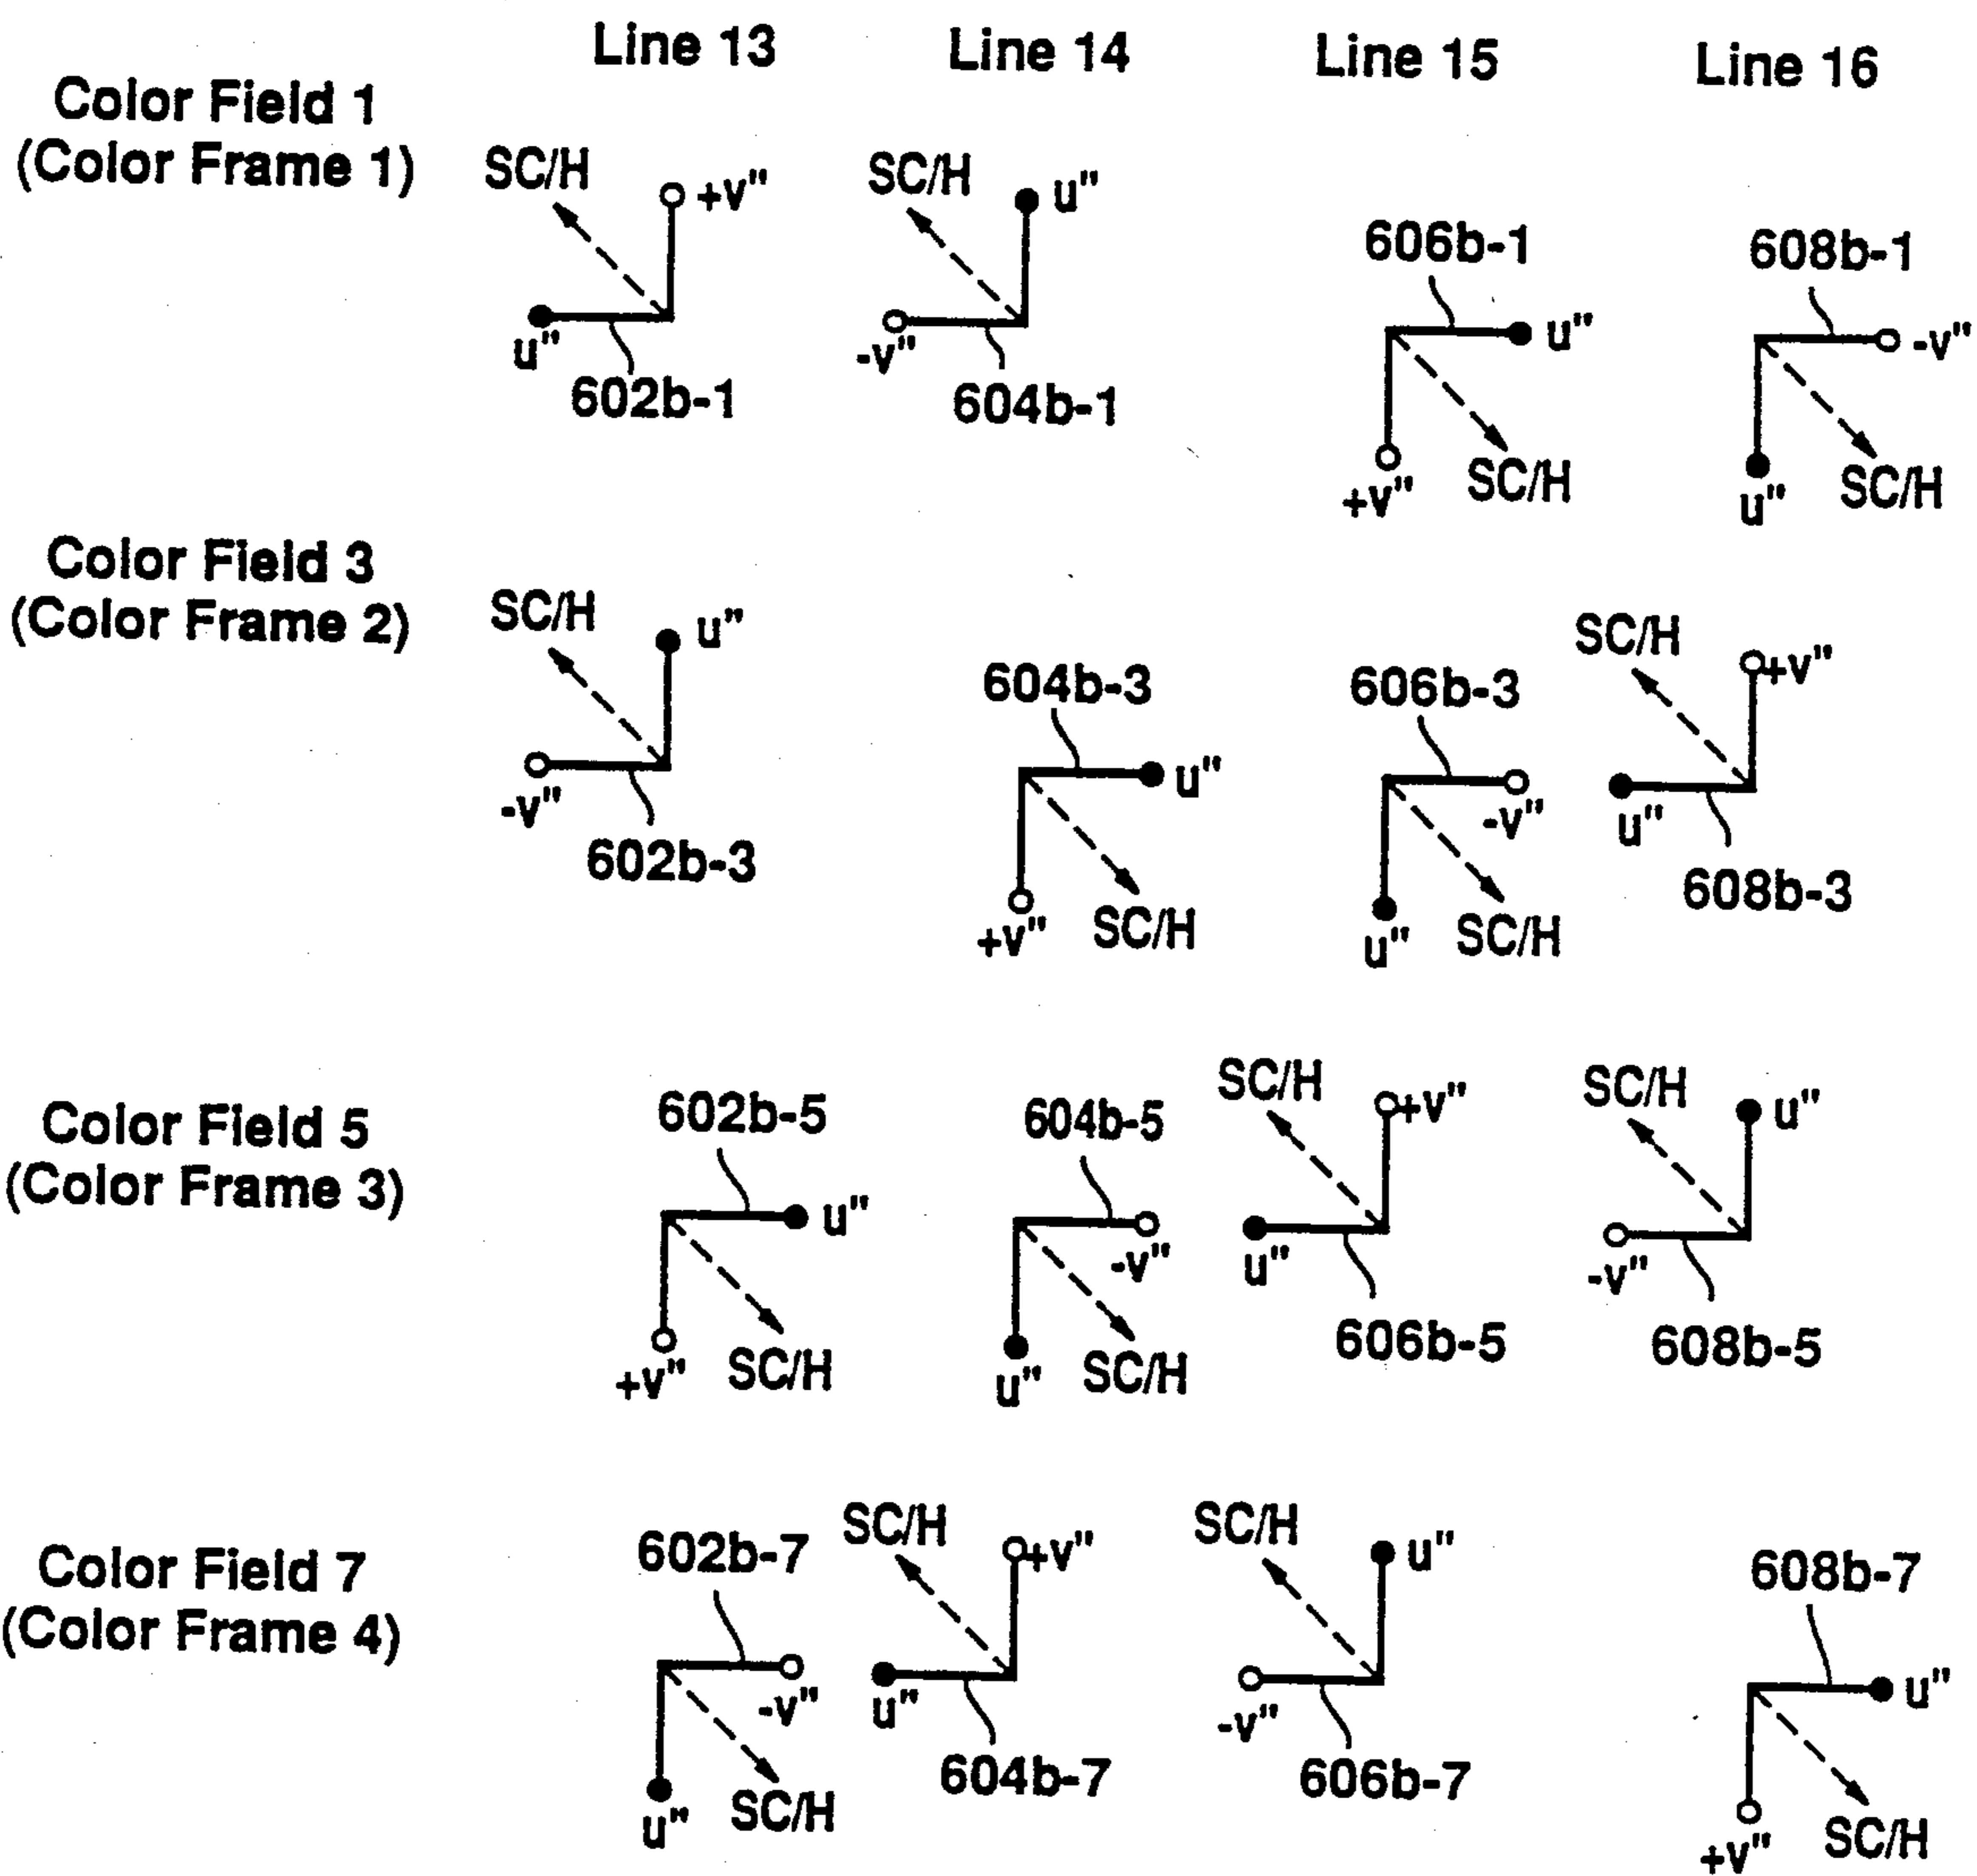 Line 13 Line 14 Line 15 Line 16
Color Field 1
(Color Frame 1)
SC/H +v" u" 602b-1
SC/H u" -v" 604b-1
606b-1 u" +v" SC/H
608b-1 -v" u" SC/H
Color Field 3
(Color Frame 2)
SC/H u" -v" 602b-3
604b-3 u" +v" SC/H
606b-3 -v" u" SC/H
SC/H +v" u" 608b-3
Color Field 5
(Color Frame 3)
602b-5 u" +v" SC/H
604b-5 -v" u" SC/H
SC/H +v" u" 606b-5
SC/H u" -v" 608b-5
Color Field 7
(Color Frame 4)
602b-7 -v" u" SC/H
SC/H +v" u" 604b-7
SC/H u" -v" 606b-7
608b-7 u" +v" SC/H